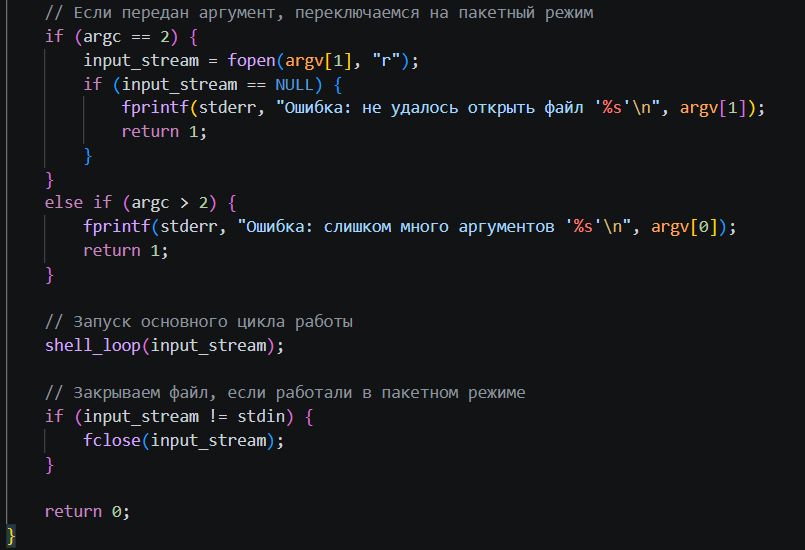 // Если передан аргумент, переключаемся на пакетный режим
if (argc == 2) {
input_stream = fopen(argv[1], "r");
if (input_stream == NULL) {
fprintf(stderr, "Ошибка: не удалось открыть файл '%s'\n", argv[1]);
return 1;
}
}
else if (argc > 2) {
fprintf(stderr, "Ошибка: слишком много аргументов '%s'\n", argv[0]);
return 1;
}
// Запуск основного цикла работы
shell_loop(input_stream);
// Закрываем файл, если работали в пакетном режиме
if (input_stream != stdin) {
fclose(input_stream);
}
return 0;
}